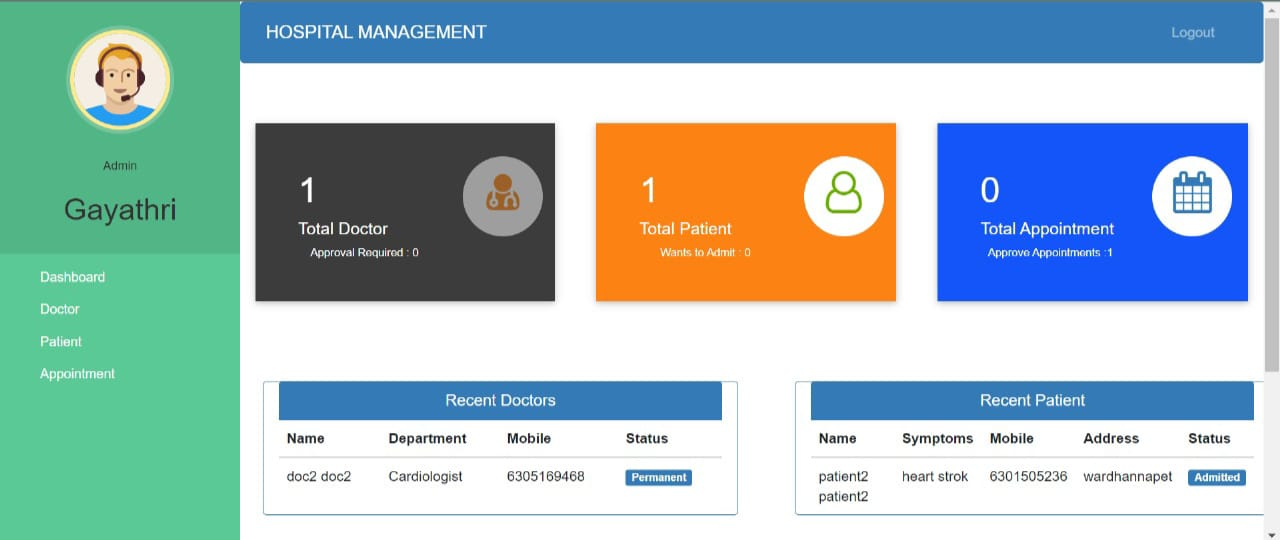 HOSPITAL MANAGEMENT
Logout
Admin
Gayathri
Dashboard
Doctor
Patient
Appointment
1
Total Doctor
Approval Required : 0
1
Total Patient
Wants to Admit : 0
0
Total Appointment
Approve Appointments :1
Recent Doctors
Name Department Mobile Status
doc2 doc2 Cardiologist 6305169468 Permanent
Recent Patient
Name Symptoms Mobile Address Status
patient2 heart strok 6301505236 wardhannapet Admitted
patient2